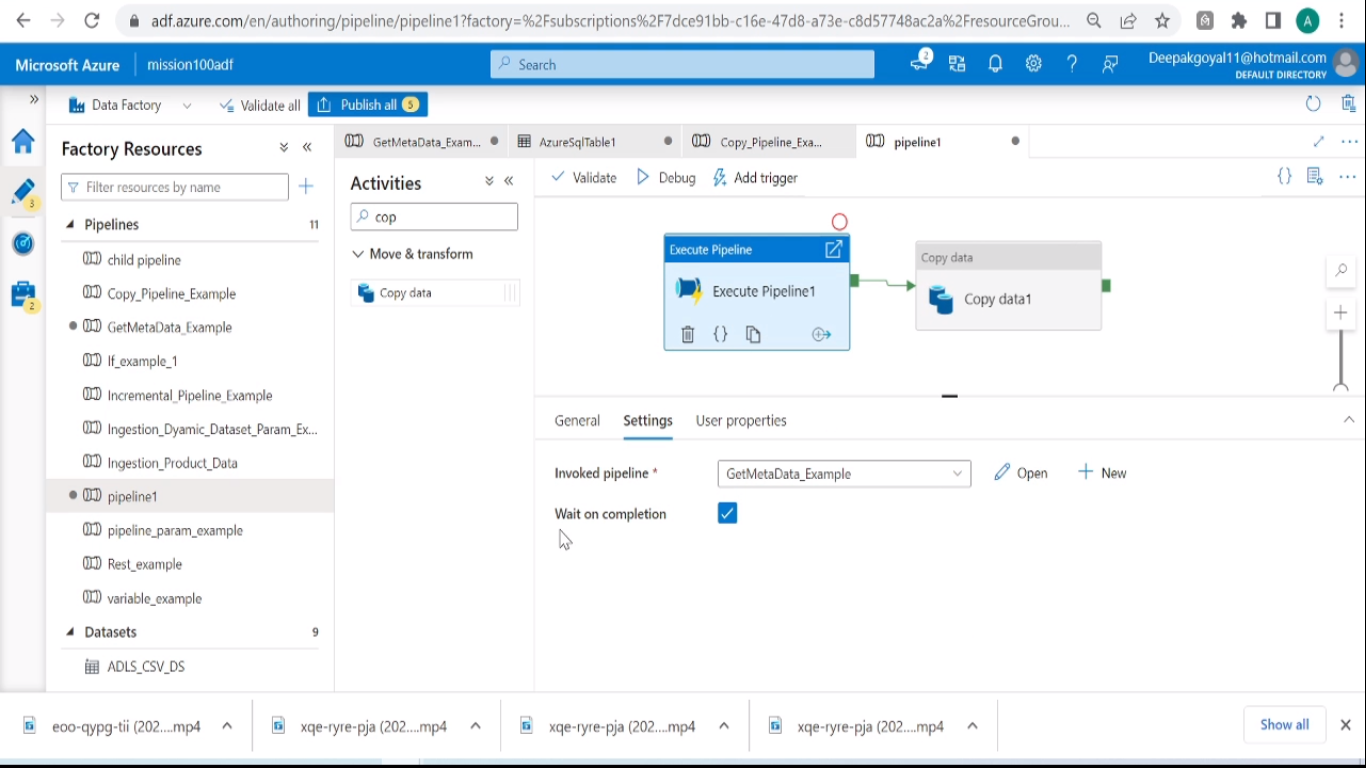 adf.azure.com/en/authoring/pipeline/pipeline1?factory=%2Fsubscriptions%2F7dce91bb-c16e-47d8-a73e-c8d57748ac2a%2FresourceGrou...
A
Microsoft Azure
mission100adf
Search
2
Deepakgoyal11@hotmail.com
DEFAULT DIRECTORY
Data Factory
Validate all
Publish all 5
Factory Resources
Filter resources by name
Pipelines 11
child pipeline
Copy_Pipeline_Example
GetMetaData_Example
If_example_1
Incremental_Pipeline_Example
Ingestion_Dyamic_Dataset_Param_Ex...
Ingestion_Product_Data
pipeline1
pipeline_param_example
Rest_example
variable_example
Datasets 9
ADLS_CSV_DS
3
2
GetMetaData_Exam...
AzureSqlTable1
Copy_Pipeline_Exa...
pipeline1
Activities
cop
Move & transform
Copy data
Validate
Debug
Add trigger
Execute Pipeline
Execute Pipeline1
Copy data
Copy data1
General
Settings
User properties
Invoked pipeline *
GetMetaData_Example
Open
New
Wait on completion
eoo-qypg-tii (202....mp4
xqe-ryre-pja (202....mp4
xqe-ryre-pja (202....mp4
xqe-ryre-pja (202....mp4
Show all